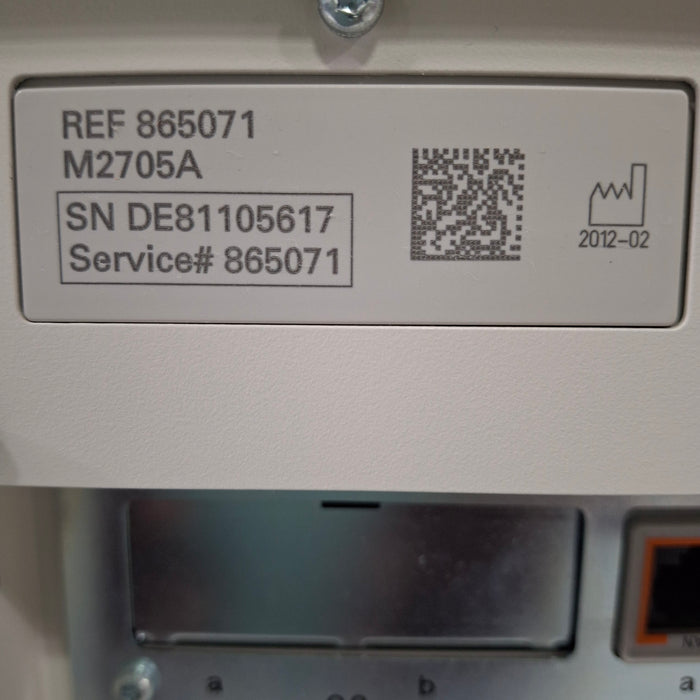 REF 865071
M2705A
SN DE81105617
Service# 865071
2012-02
a
b
a